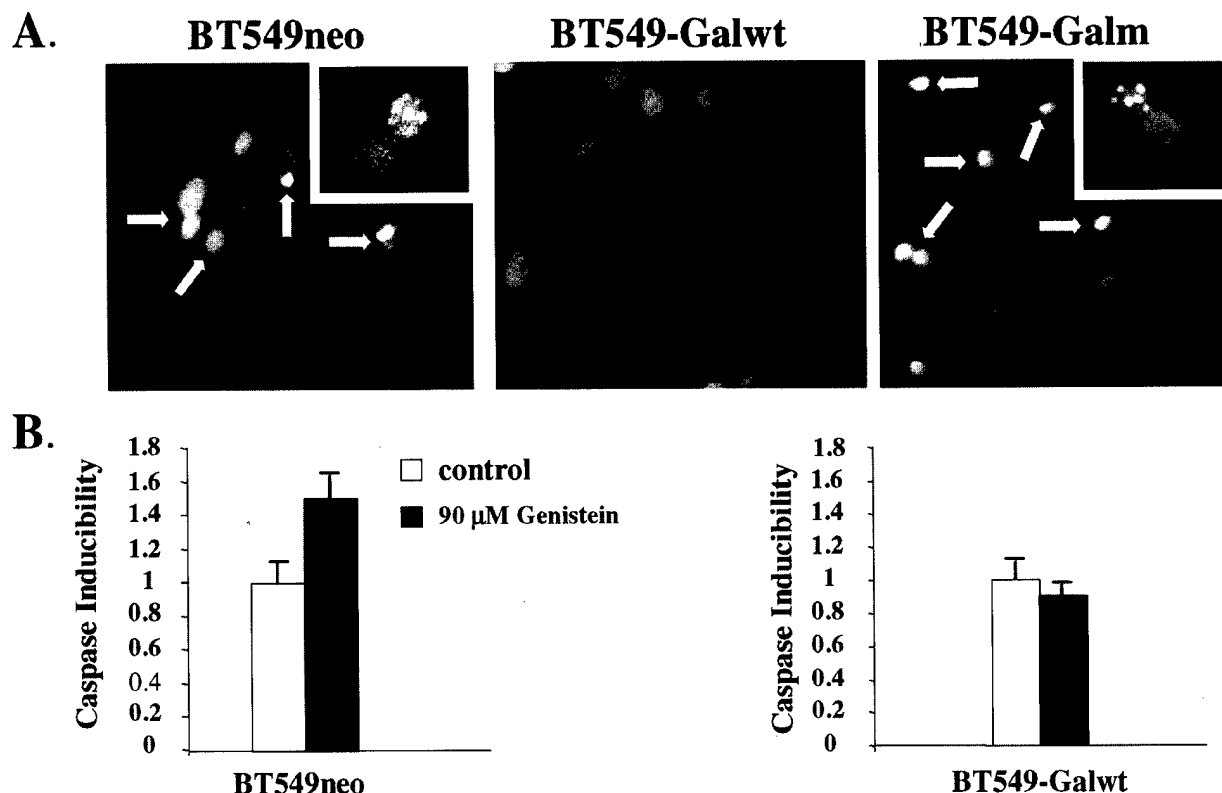 A.
BT549neo
BT549-Galwt
BT549-Galm
B.
Caspase Inducibility
1.8
1.6
1.4
1.2
1
0.8
0.6
0.4
0.2
0
control
90 µM Genistein
BT549neo
Caspase Inducibility
1.8
1.6
1.4
1.2
1
0.8
0.6
0.4
0.2
0
BT549-Galwt